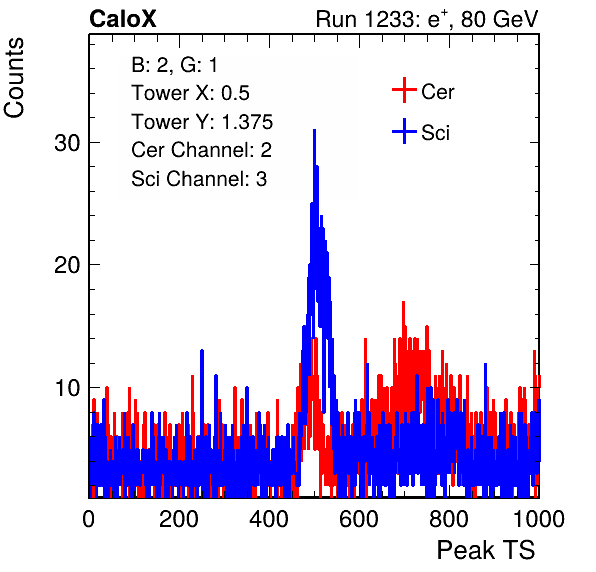 CaloX Run 1233: e⁺, 80 GeV
Counts
B: 2, G: 1
Tower X: 0.5
Tower Y: 1.375
Cer Channel: 2
Sci Channel: 3
Cer
Sci
30
20
10
0 200 400 600 800 1000
Peak TS